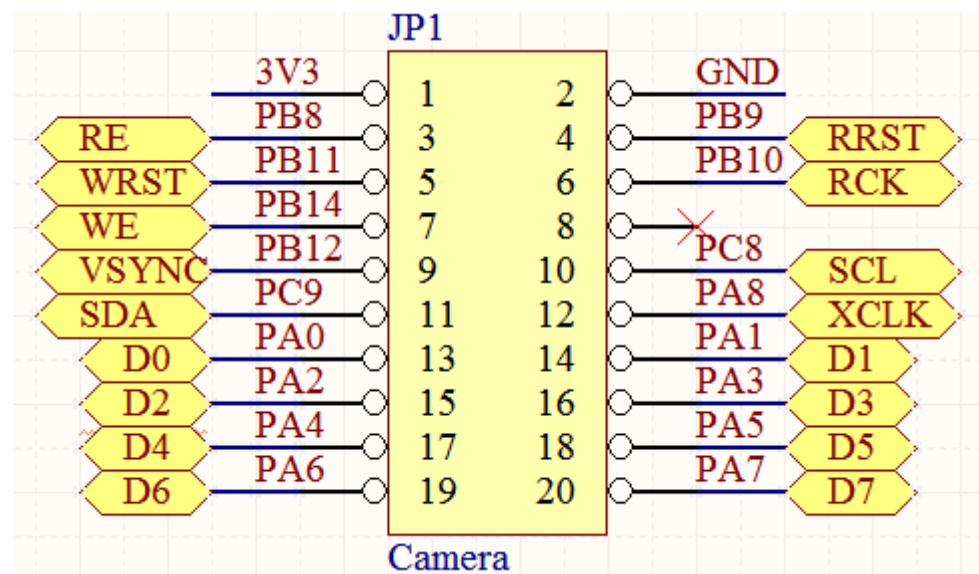 JP1
3V3 1 2 GND
RE PB8 3 4 PB9 RRST
WRST PB11 5 6 PB10 RCK
WE PB14 7 8
VSYNC PB12 9 10 PC8 SCL
SDA PC9 11 12 PA8 XCLK
D0 PA0 13 14 PA1 D1
D2 PA2 15 16 PA3 D3
D4 PA4 17 18 PA5 D5
D6 PA6 19 20 PA7 D7
Camera